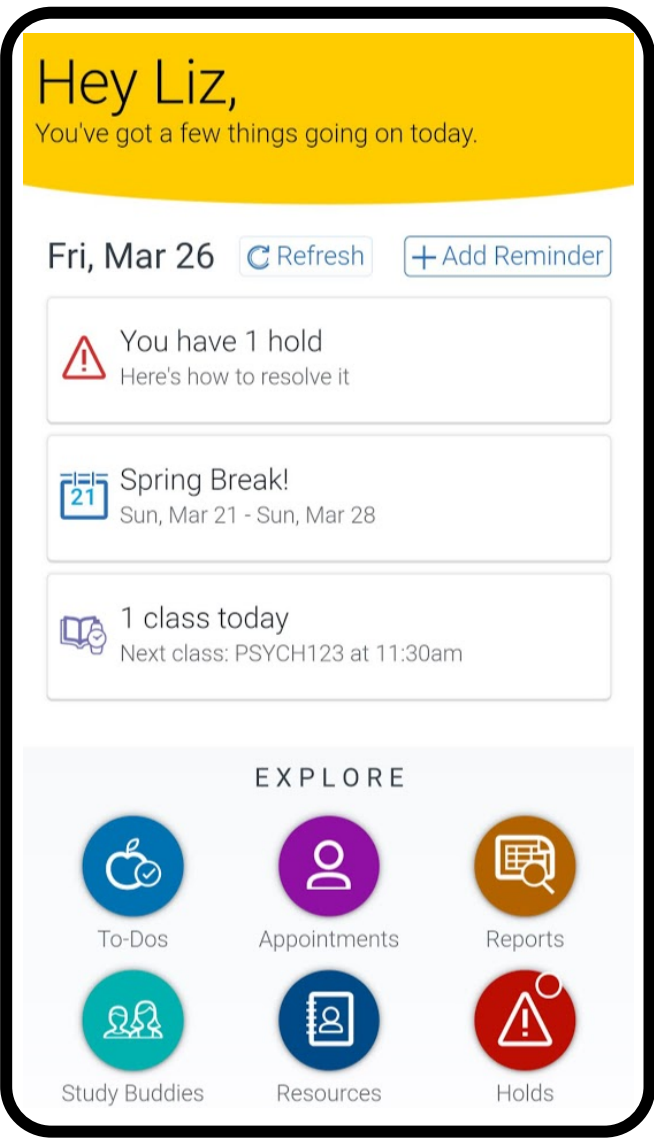 Hey Liz,
You've got a few things going on today.
Fri, Mar 26
Refresh
Add Reminder
You have 1 hold
Here's how to resolve it
21
Spring Break!
Sun, Mar 21 - Sun, Mar 28
1 class today
Next class: PSYCH123 at 11:30am
EXPLORE
To-Dos
Appointments
Reports
Study Buddies
Resources
Holds